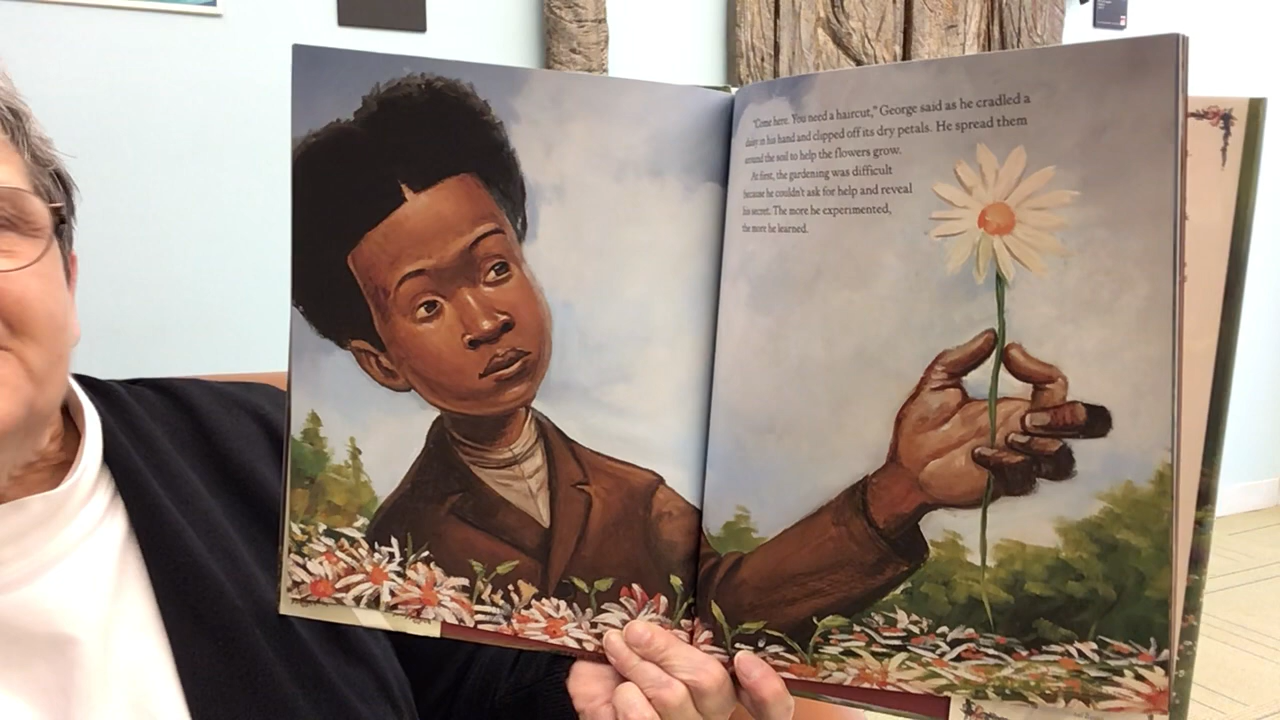 "Come here. You need a haircut," George said as he cradled a
daisy in his hand and clipped off its dry petals. He spread them
around the soil to help the flowers grow.
At first, the gardening was difficult
because he couldn't ask for help and reveal
his secret. The more he experimented,
the more he learned.